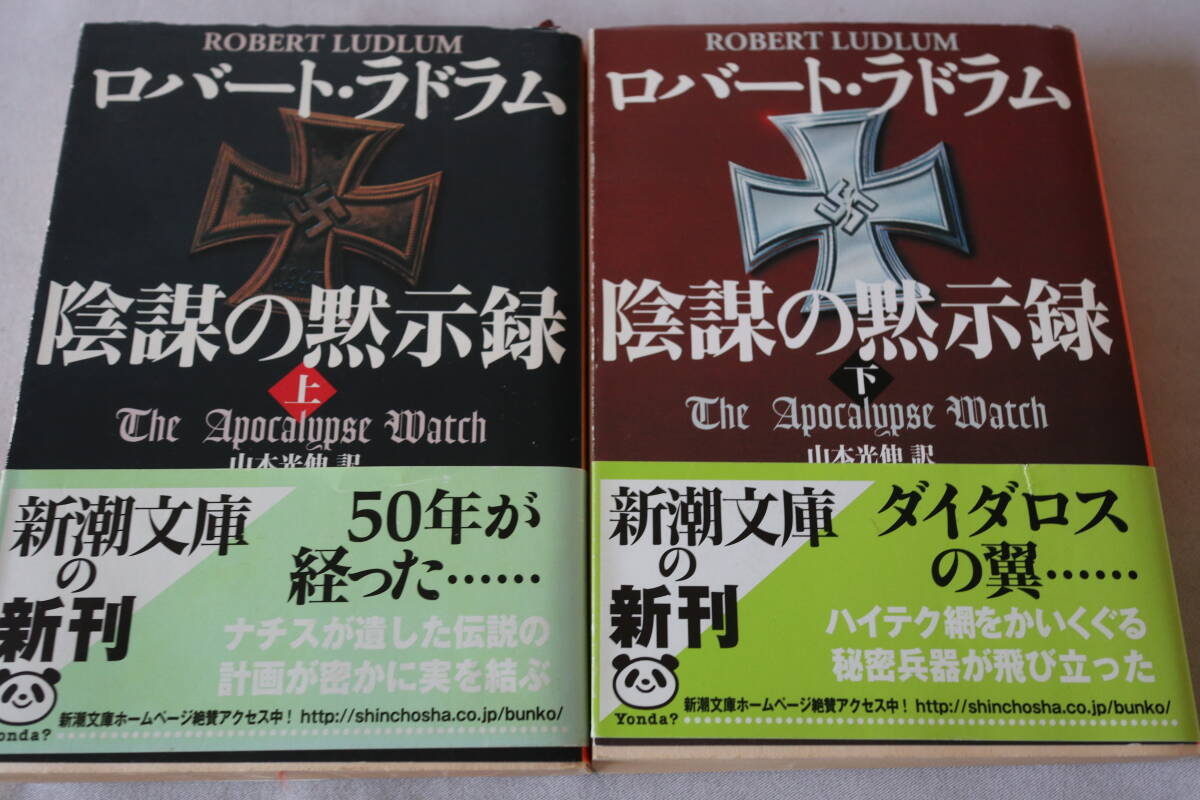 ROBERT LUDLUM
ロバート・ラドラム
陰謀の黙示録
上
The Apocalypse Watch
山本光伸 訳
新潮文庫
の
新刊
50年が
経った……
ナチスが遺した伝説の
計画が密かに実を結ぶ
新潮文庫ホームページ絶賛アクセス中! http://shinchosha.co.jp/bunko/
onda?
ROBERT LUDLUM
ロバート・ラドラム
陰謀の黙示録
下
The Apocalypse Watch
山本光伸 訳
新潮文庫
の
新刊
ダイダロス
の翼……
ハイテク網をかいくぐる
秘密兵器が飛び立った
Yonda?
新潮文庫ホームページ絶賛アクセス中! http://shinchosha.co.jp/bunko/